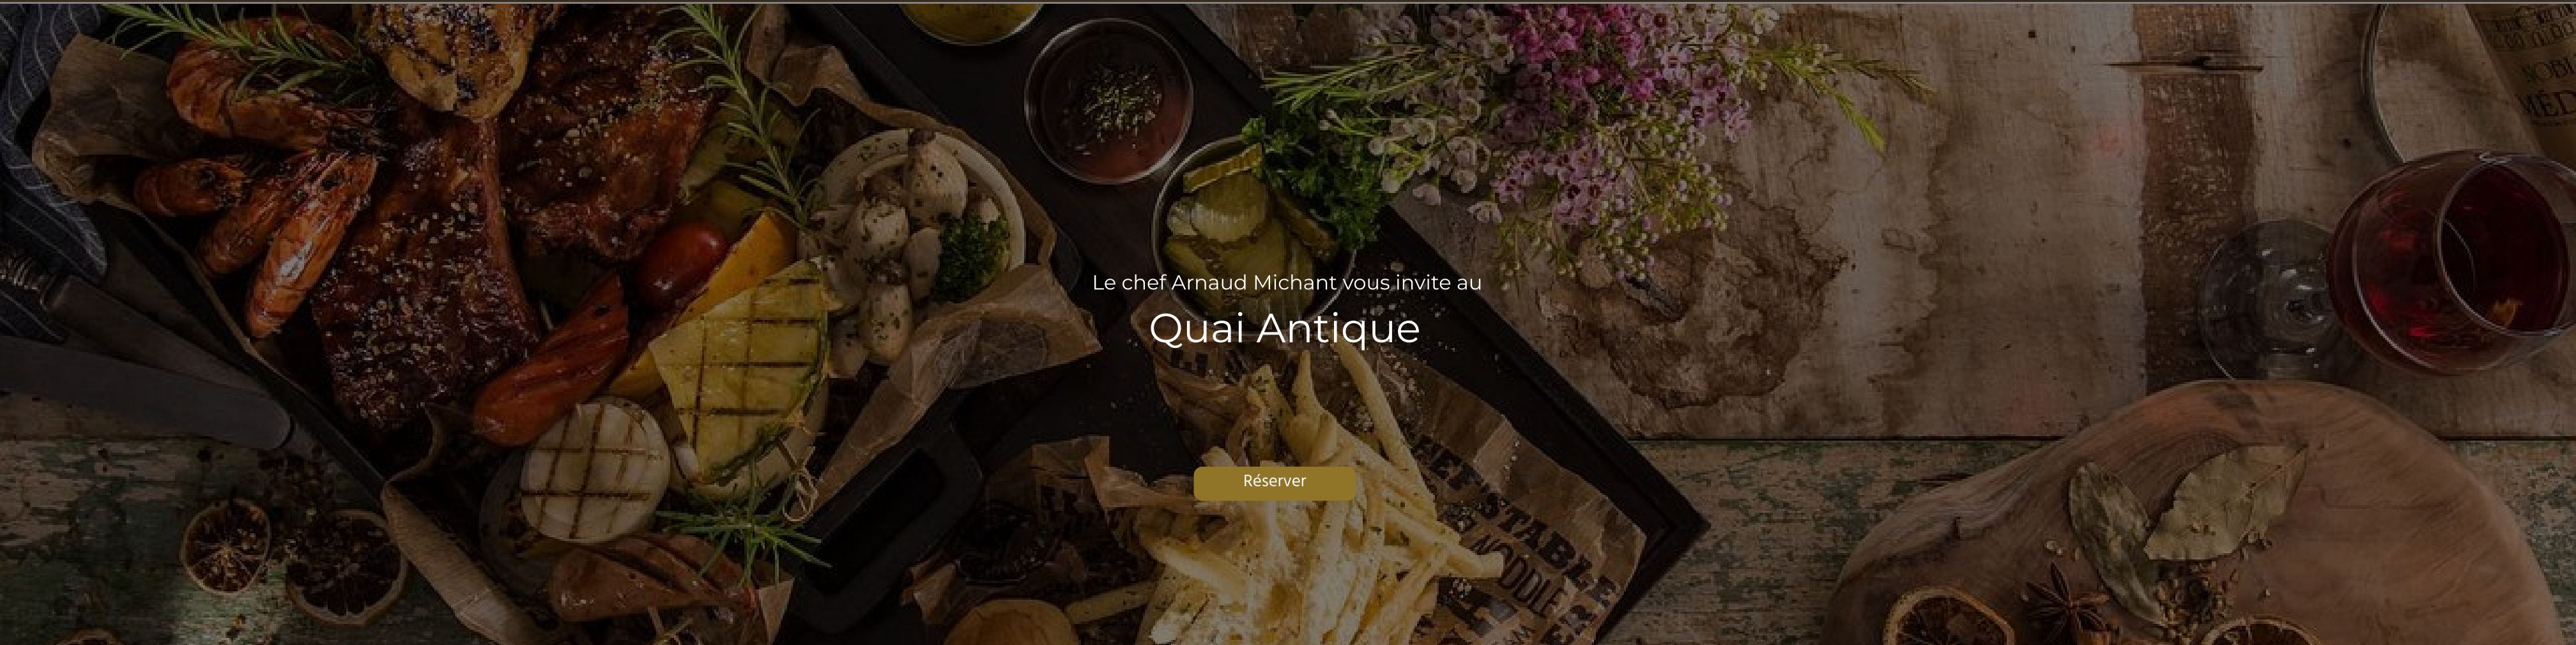 Le chef Arnaud Michant vous invite au
Quai Antique
Réserver